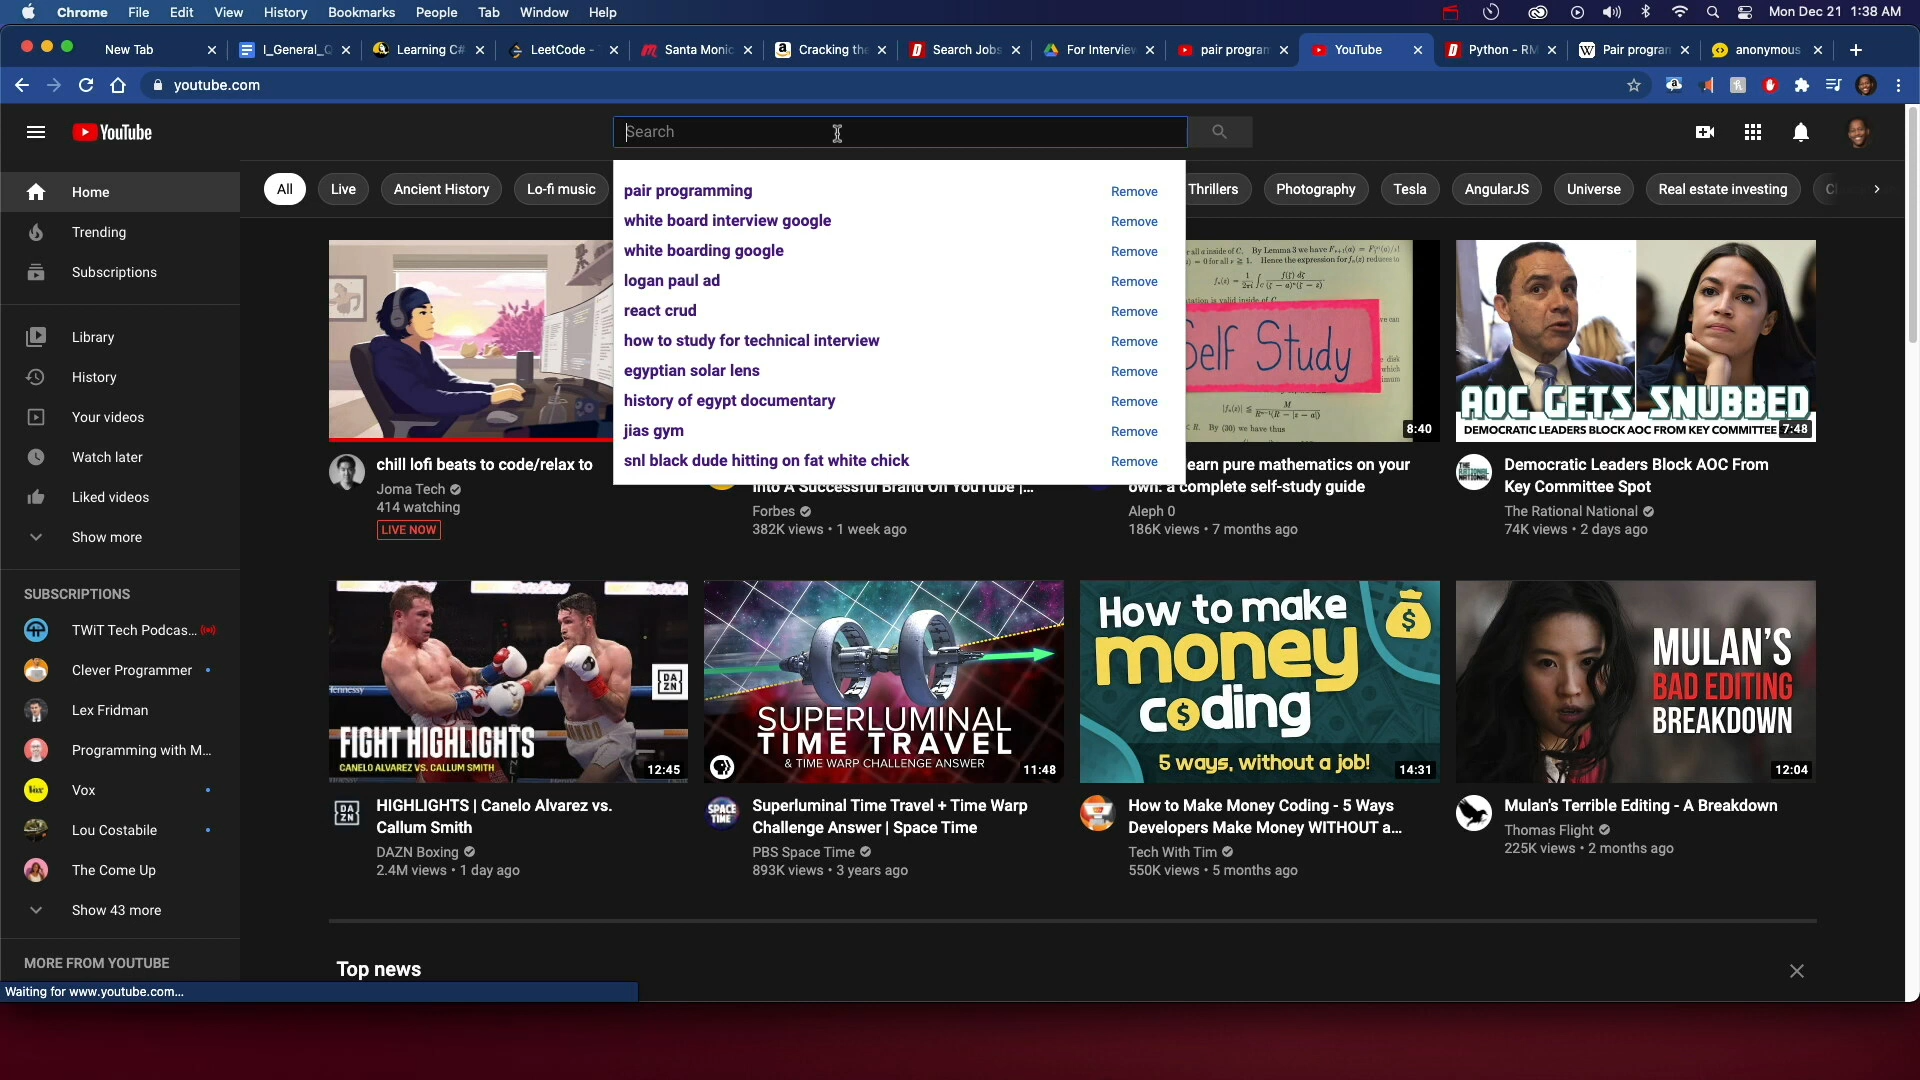 Chrome File Edit View History Bookmarks People Tab Window Help Mon Dec 21 1:38 AM
New Tab I_General_Q Learning C# LeetCode - Santa Monic Cracking the Search Jobs For Interview pair program YouTube Python - RM Pair progran anonymous
youtube.com
YouTube
Search
pair programming Remove
white board interview google Remove
white boarding google Remove
logan paul ad Remove
react crud Remove
how to study for technical interview Remove
egyptian solar lens Remove
history of egypt documentary Remove
jias gym Remove
snl black dude hitting on fat white chick Remove
All Live Ancient History Lo-fi music Thrillers Photography Tesla AngularJS Universe Real estate investing
Home
Trending
Subscriptions
Library
History
Your videos
Watch later
Liked videos
Show more
SUBSCRIPTIONS
TWiT Tech Podcas...
Clever Programmer
Lex Fridman
Programming with M...
Vox
Lou Costabile
The Come Up
Show 43 more
MORE FROM YOUTUBE
Waiting for www.youtube.com...
chill lofi beats to code/relax to
Joma Tech
414 watching
LIVE NOW
Into A Successful Brand On YouTube |...
Forbes
382K views • 1 week ago
Self Study
8:40
earn pure mathematics on your
own: a complete self-study guide
Aleph 0
186K views • 7 months ago
AOC GETS SNUBBED
DEMOCRATIC LEADERS BLOCK AOC FROM KEY COMMITTEE
7:48
Democratic Leaders Block AOC From
Key Committee Spot
The Rational National
74K views • 2 days ago
DAZN
FIGHT HIGHLIGHTS
CANELO ALVAREZ VS. CALLUM SMITH
12:45
HIGHLIGHTS | Canelo Alvarez vs.
Callum Smith
DAZN Boxing
2.4M views • 1 day ago
SUPERLUMINAL
TIME TRAVEL
& TIME WARP CHALLENGE ANSWER
11:48
SPACE
TIME
Superluminal Time Travel + Time Warp
Challenge Answer | Space Time
PBS Space Time
893K views • 3 years ago
How to make
money
coding
5 ways, without a job!
14:31
How to Make Money Coding - 5 Ways
Developers Make Money WITHOUT a...
Tech With Tim
550K views • 5 months ago
MULAN'S
BAD EDITING
BREAKDOWN
12:04
Mulan's Terrible Editing - A Breakdown
Thomas Flight
225K views • 2 months ago
Top news